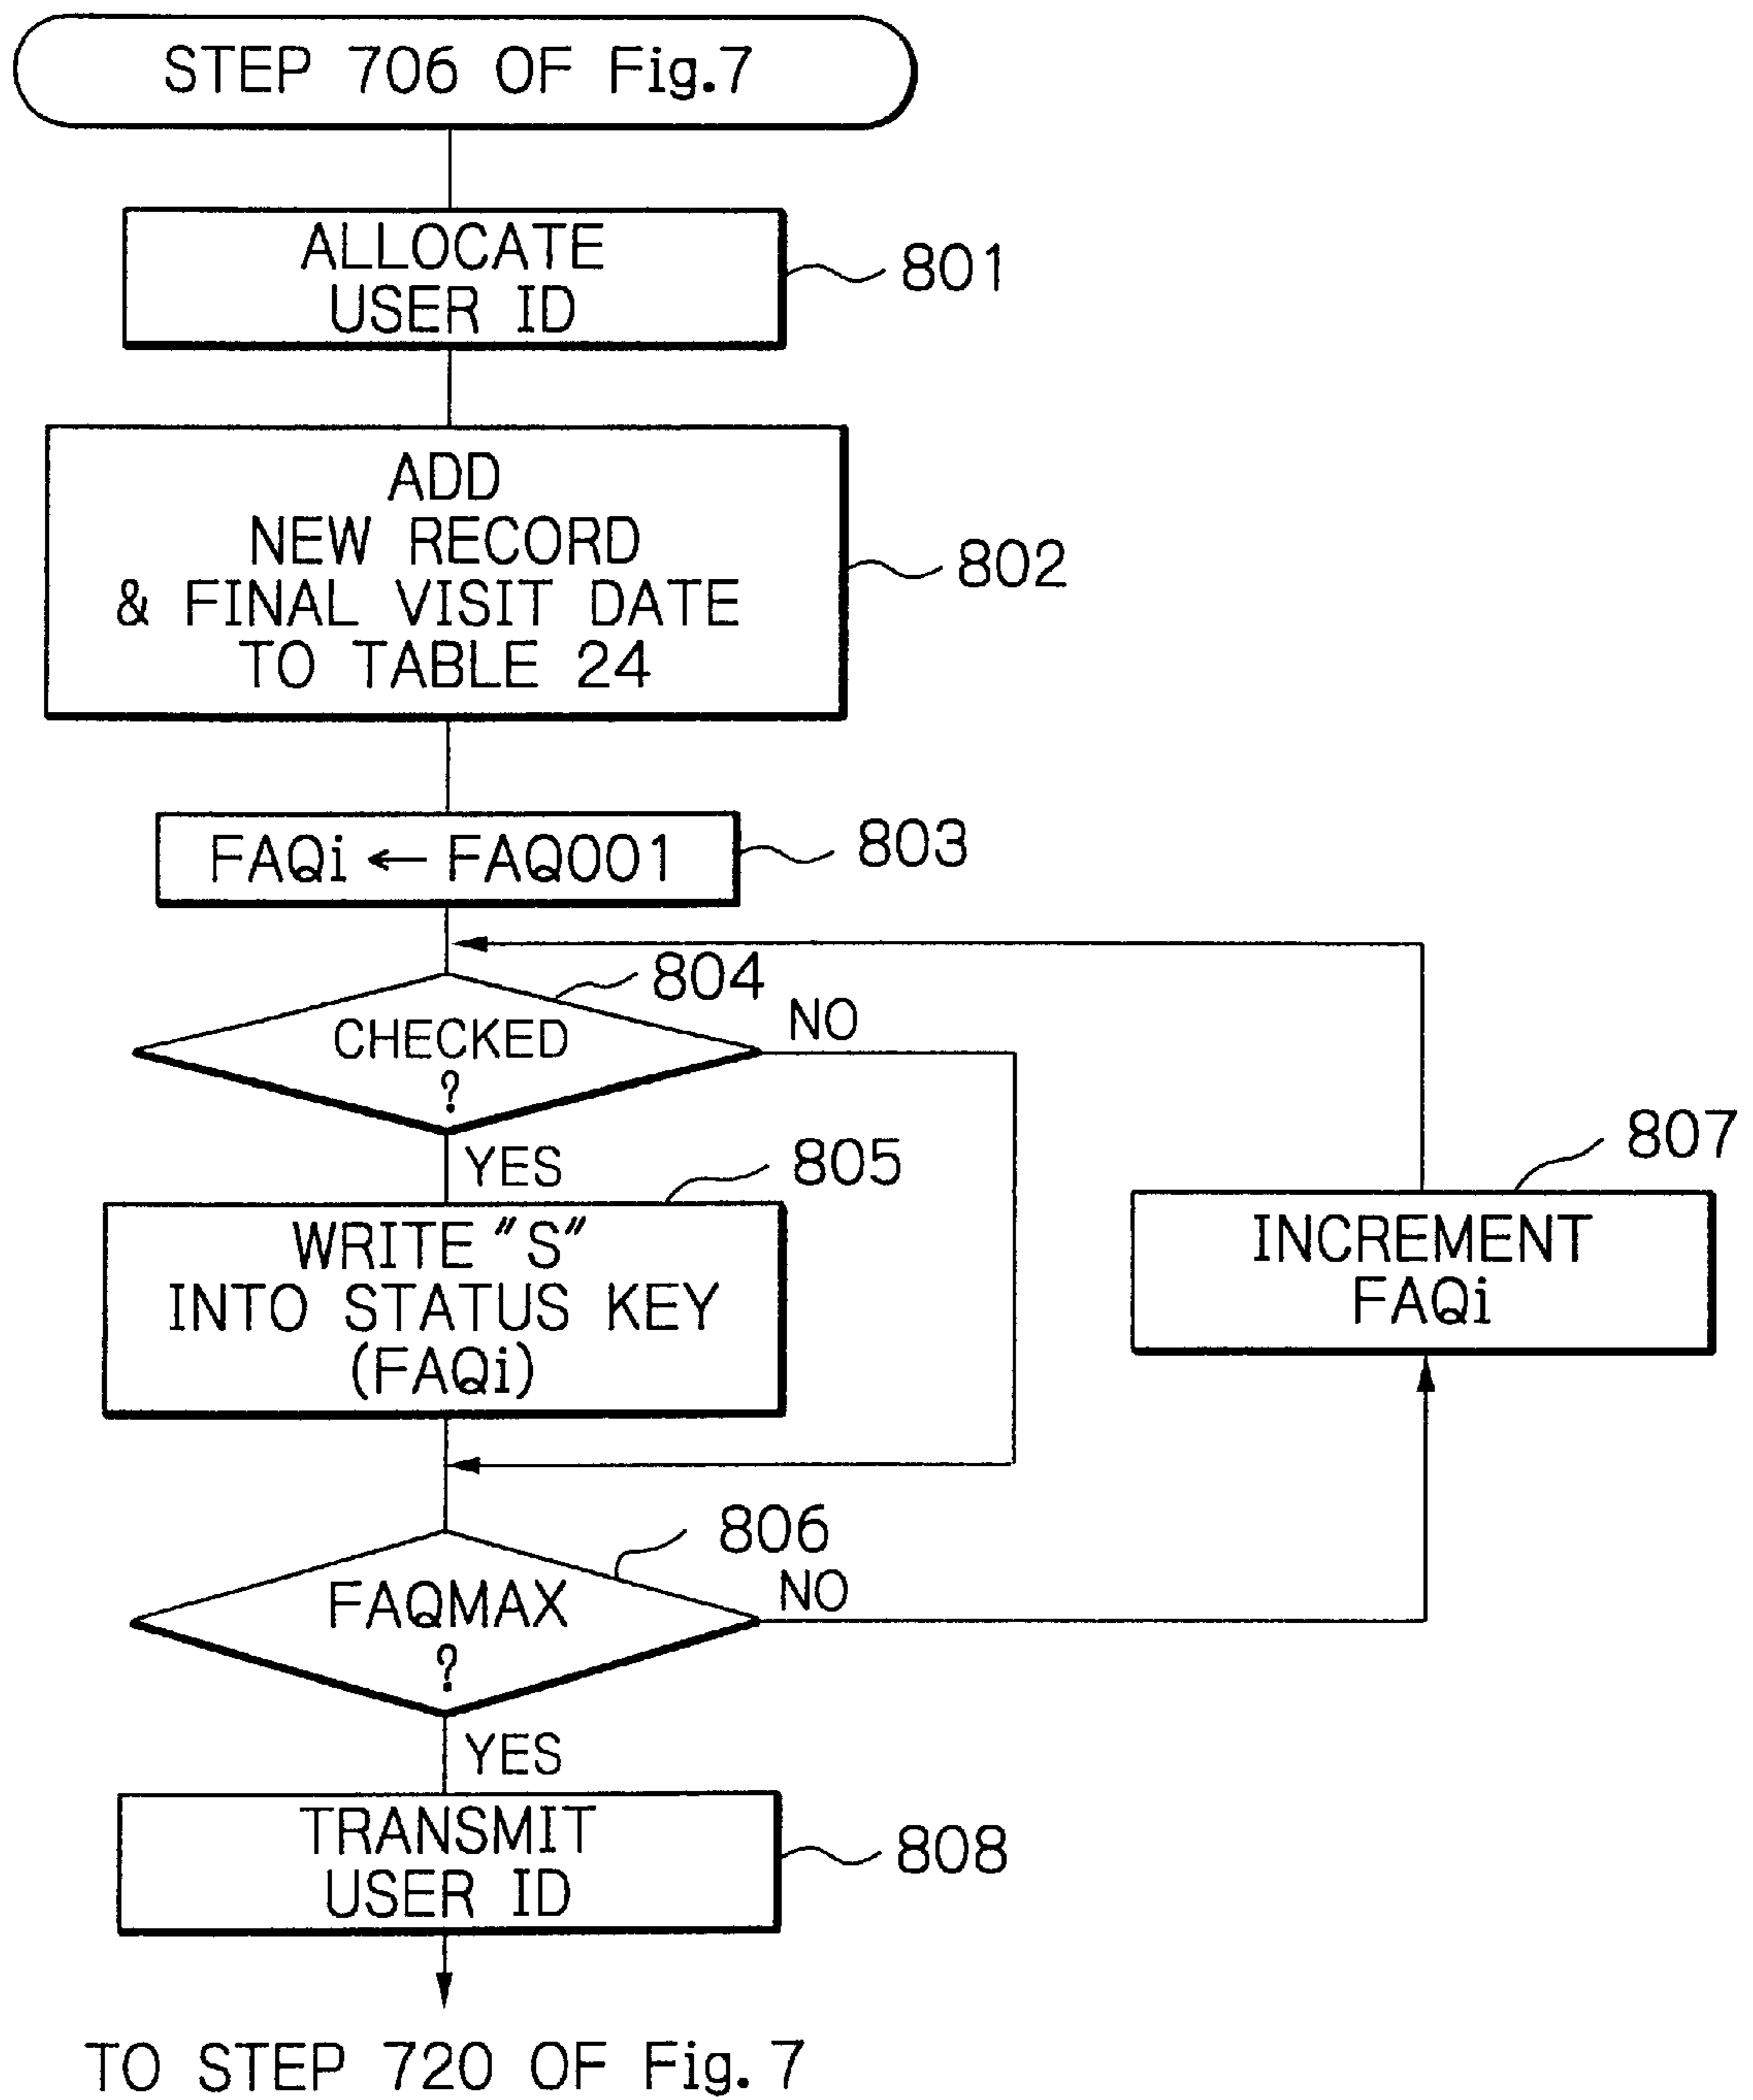 STEP 706 OF Fig.7
ALLOCATE
USER ID
801
ADD
NEW RECORD
& FINAL VISIT DATE
TO TABLE 24
802
FAQi ← FAQ001
803
804
CHECKED
?
NO
YES
805
WRITE "S"
INTO STATUS KEY
(FAQi)
807
INCREMENT
FAQi
806
FAQMAX
?
NO
YES
TRANSMIT
USER ID
808
TO STEP 720 OF Fig. 7